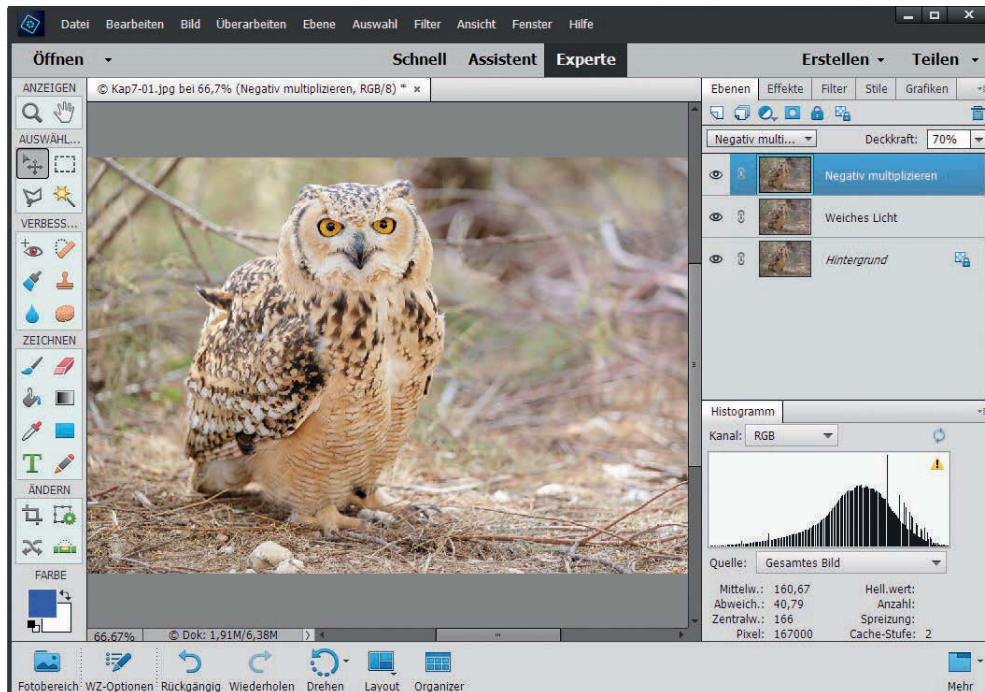 Datei Bearbeiten Bild Überarbeiten Ebene Auswahl Filter Ansicht Fenster Hilfe
Öffnen Schnell Assistent Experte Erstellen Teilen
ANZEIGEN
© Kap7-01.jpg bei 66,7% (Negativ multiplizieren, RGB/8) * ×
Ebenen Effekte Filter Stile Grafiken
AUSWÄHL...
Negativ multi... Deckkraft: 70%
Negativ multiplizieren
VERBESS...
Weiches Licht
Hintergrund
ZEICHNEN
Histogramm
Kanal: RGB
T
ÄNDERN
Quelle: Gesamtes Bild
FARBE
Mittelw.: 160,67 Hell.wert:
Abweich.: 40,79 Anzahl:
Zentralw.: 166 Spreizung:
Pixel: 167000 Cache-Stufe: 2
66,67% © Dok: 1,91M/6,38M
Fotobereich WZ-Optionen Rückgängig Wiederholen Drehen Layout Organizer Mehr